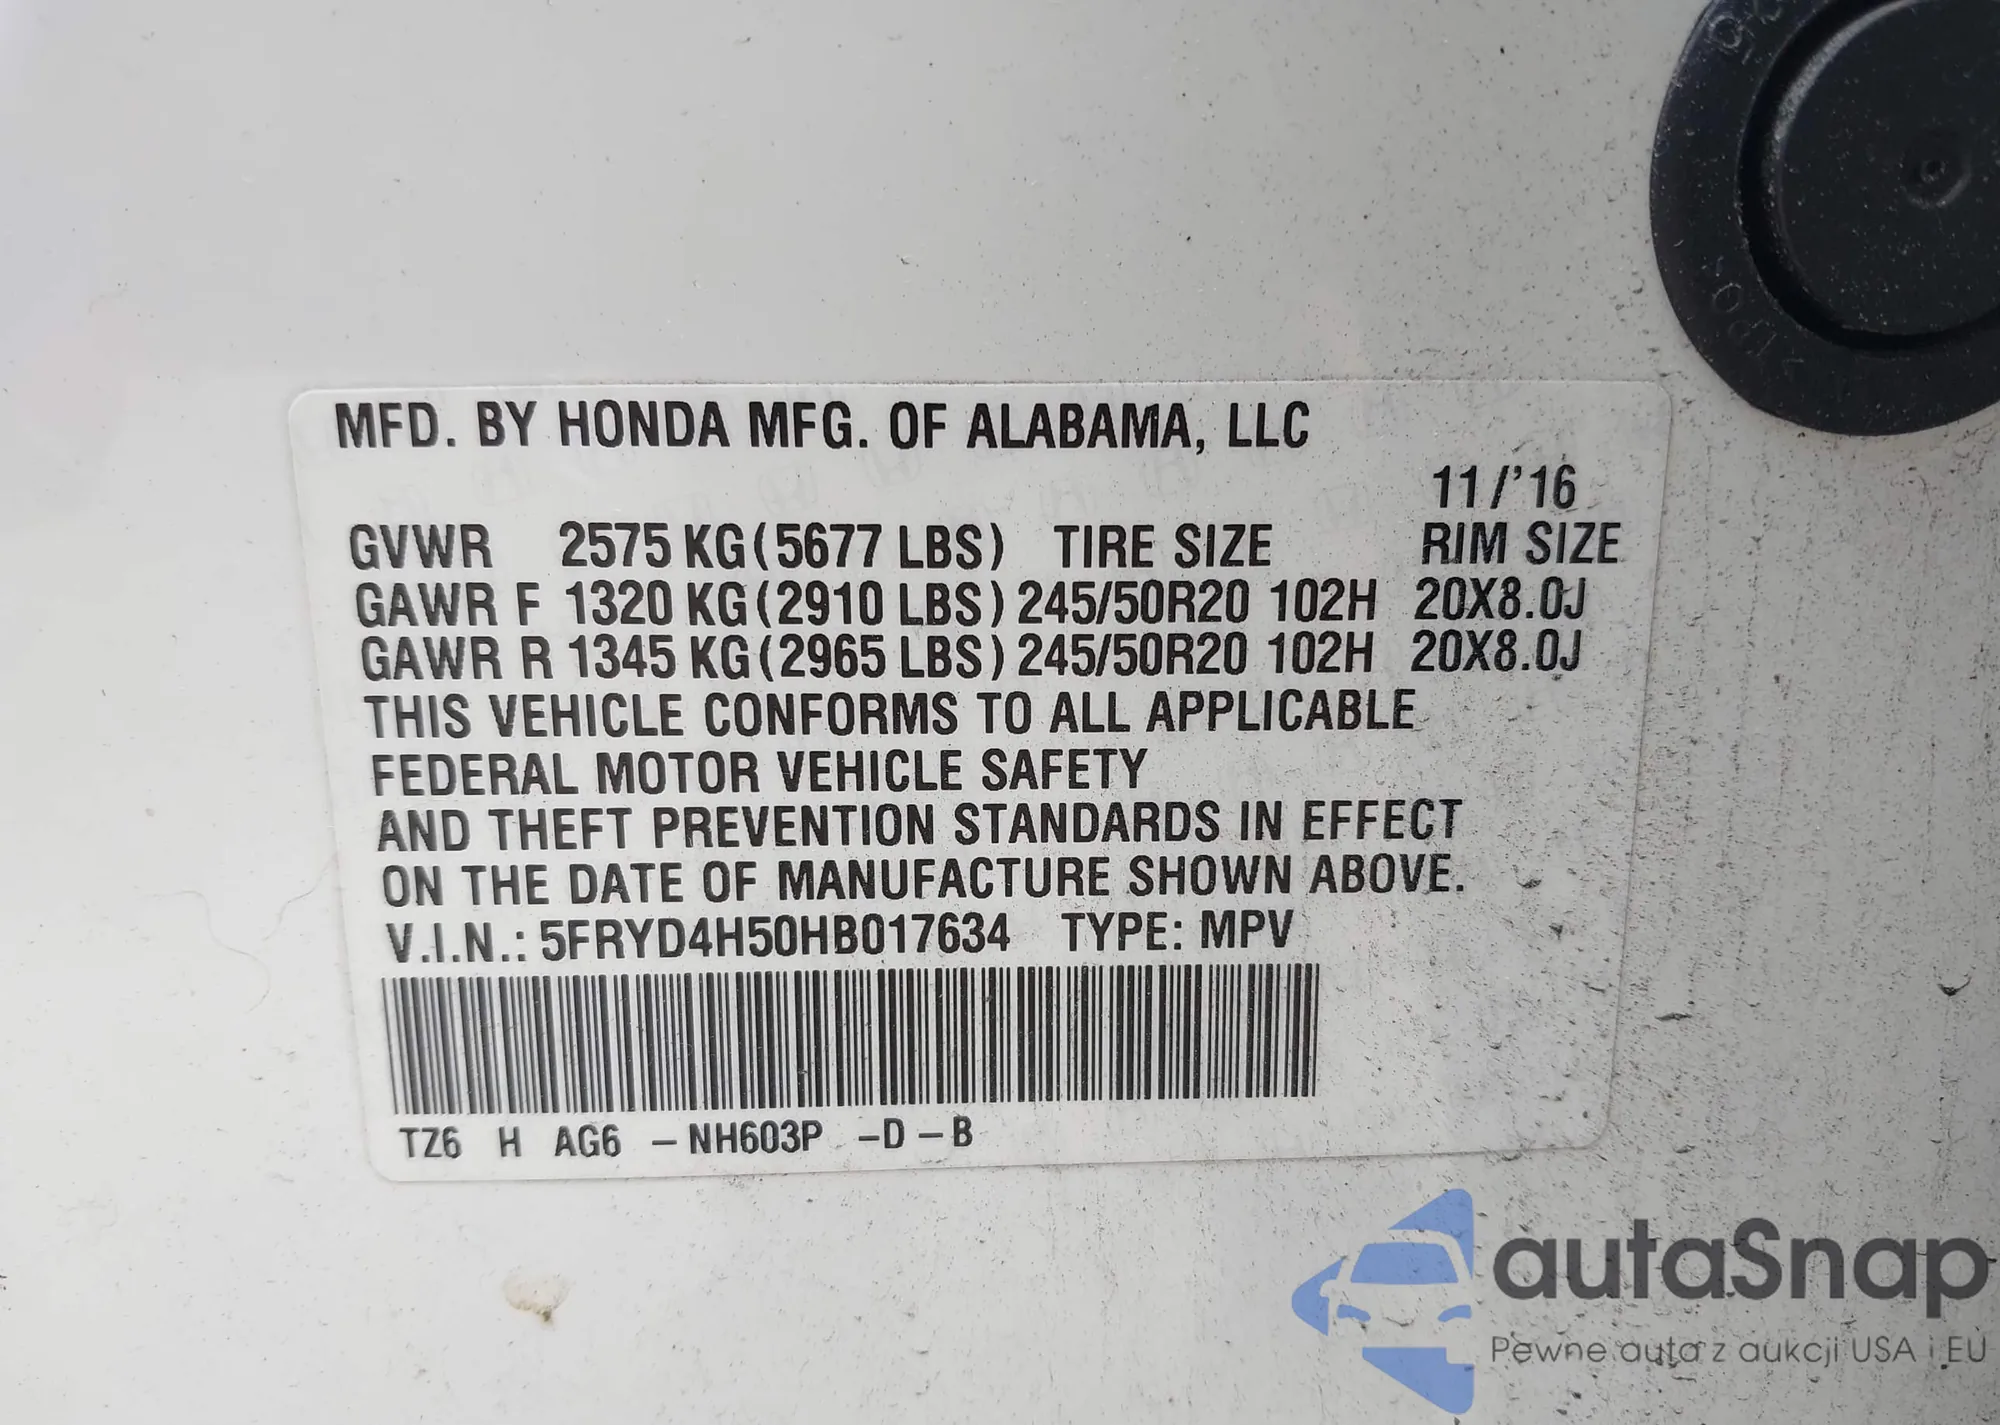 MFD. BY HONDA MFG. OF ALABAMA, LLC
11/'16
GVWR 2575 KG (5677 LBS) TIRE SIZE RIM SIZE
GAWR F 1320 KG (2910 LBS) 245/50R20 102H 20X8.0J
GAWR R 1345 KG (2965 LBS) 245/50R20 102H 20X8.0J
THIS VEHICLE CONFORMS TO ALL APPLICABLE
FEDERAL MOTOR VEHICLE SAFETY
AND THEFT PREVENTION STANDARDS IN EFFECT
ON THE DATE OF MANUFACTURE SHOWN ABOVE.
V.I.N.: 5FRYD4H50HB017634 TYPE: MPV
TZ6 H AG6 -NH603P -D -B
autaSnap
Pewne auta z aukcji USA i EU